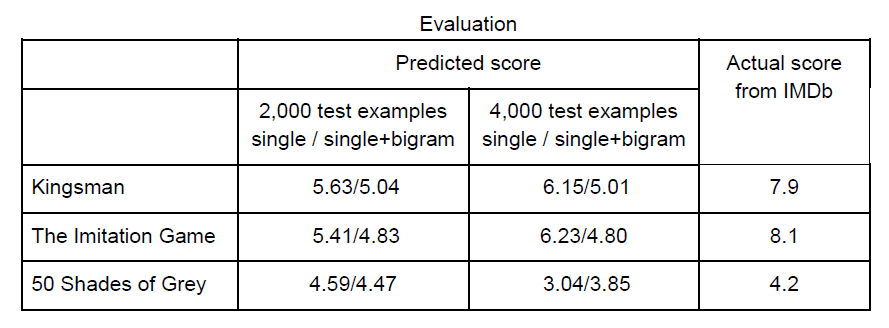 Evaluation
Predicted score
Actual score
from IMDb
2,000 test examples
single / single+bigram
4,000 test examples
single / single+bigram
Kingsman 5.63/5.04 6.15/5.01 7.9
The Imitation Game 5.41/4.83 6.23/4.80 8.1
50 Shades of Grey 4.59/4.47 3.04/3.85 4.2